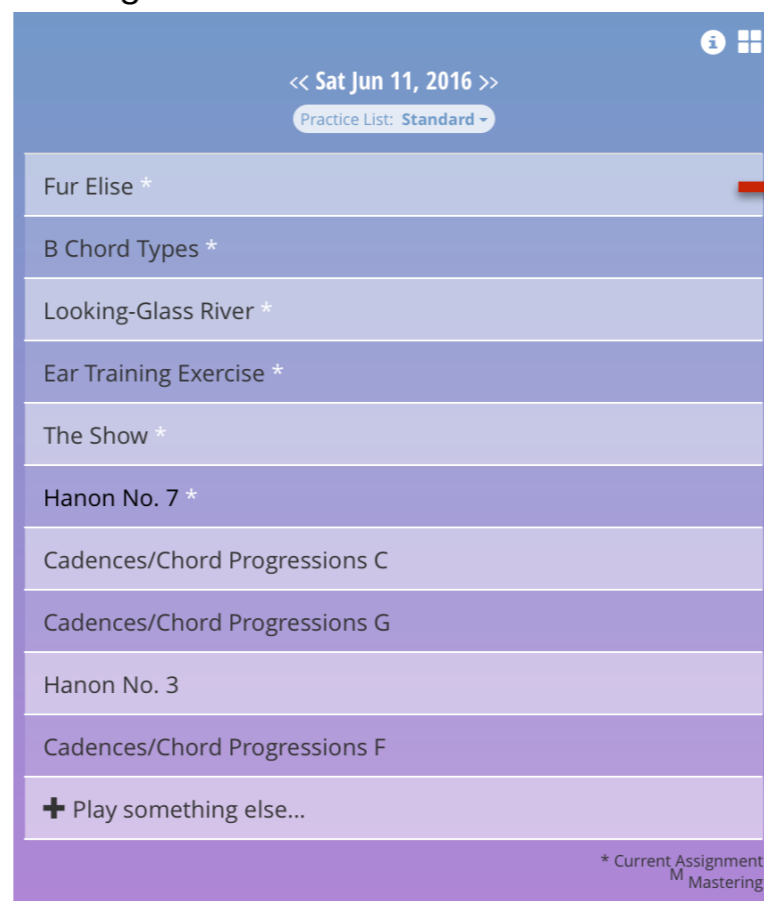 << Sat Jun 11, 2016 >>
Practice List: Standard
Fur Elise *
B Chord Types *
Looking-Glass River *
Ear Training Exercise *
The Show *
Hanon No. 7 *
Cadences/Chord Progressions C
Cadences/Chord Progressions G
Hanon No. 3
Cadences/Chord Progressions F
+ Play something else...
* Current Assignment
M Mastering